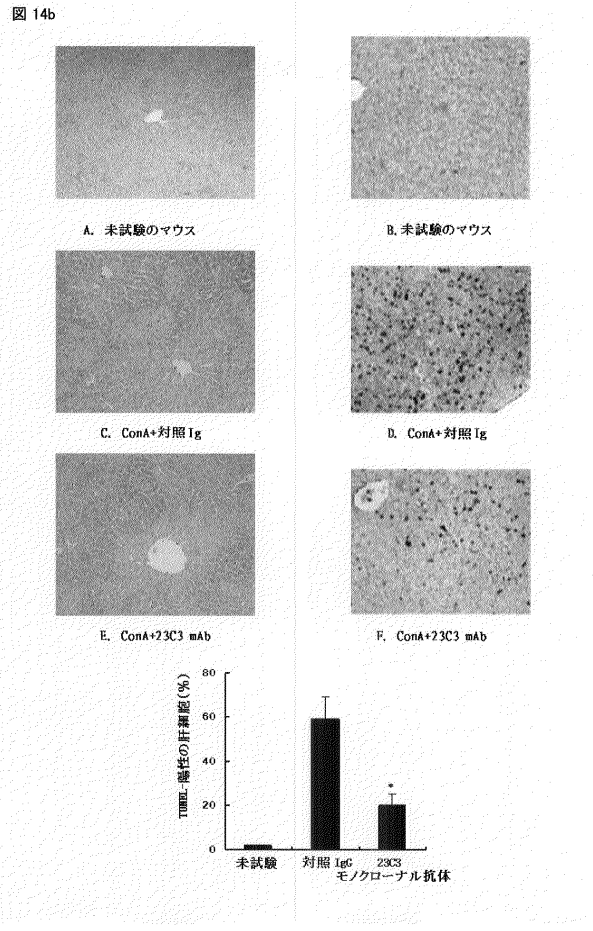 図 14b
A. 未試験のマウス
B. 未試験のマウス
C. ConA+対照Ig
D. ConA+対照Ig
E. ConA+23C3 mAb
F. ConA+23C3 mAb
TUNEL-陽性の肝細胞(%)
80
60
40
20
0
*
未試験
対照 IgG
23C3
モノクローナル抗体